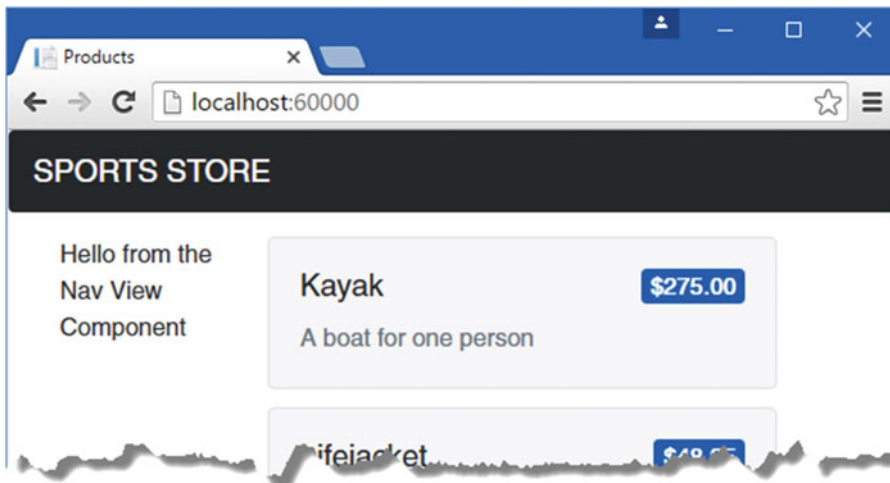 Products
localhost:60000
SPORTS STORE
Hello from the
Nav View
Component
Kayak
$275.00
A boat for one person